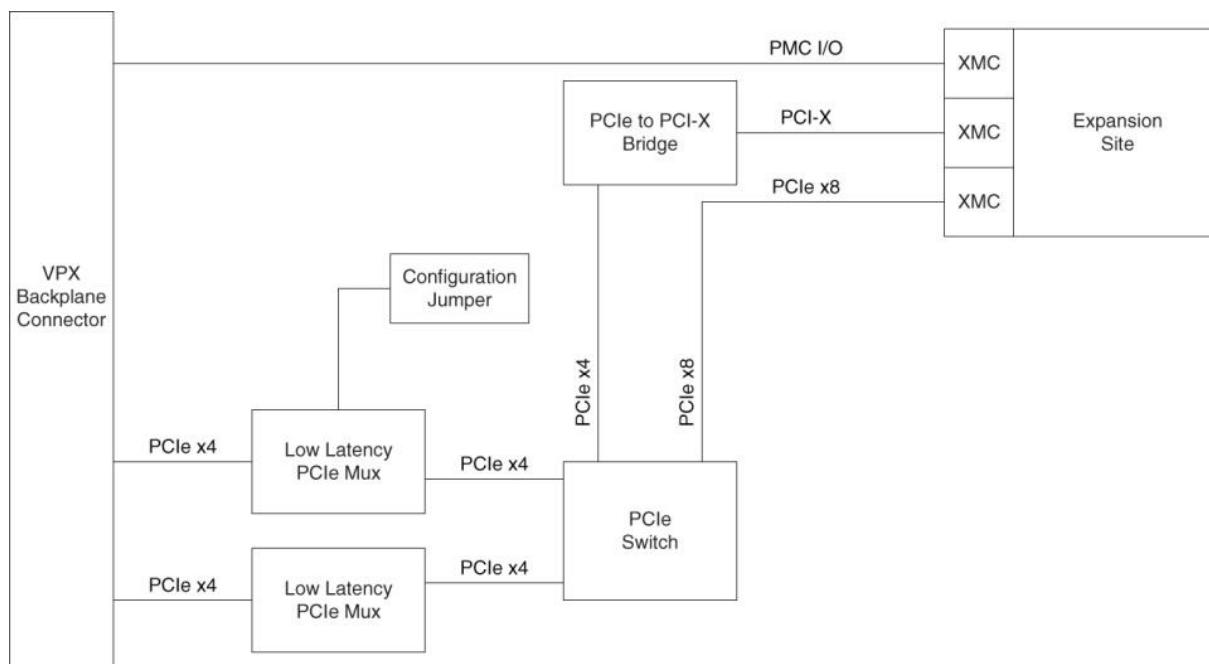 PMC I/O
XMC
PCIe to PCI-X
Bridge
PCI-X
XMC
Expansion
Site
PCIe x8
XMC
VPX
Backplane
Connector
Configuration
Jumper
PCIe x4
PCIe x8
PCIe x4
Low Latency
PCIe Mux
PCIe x4
PCIe
Switch
PCIe x4
Low Latency
PCIe Mux
PCIe x4